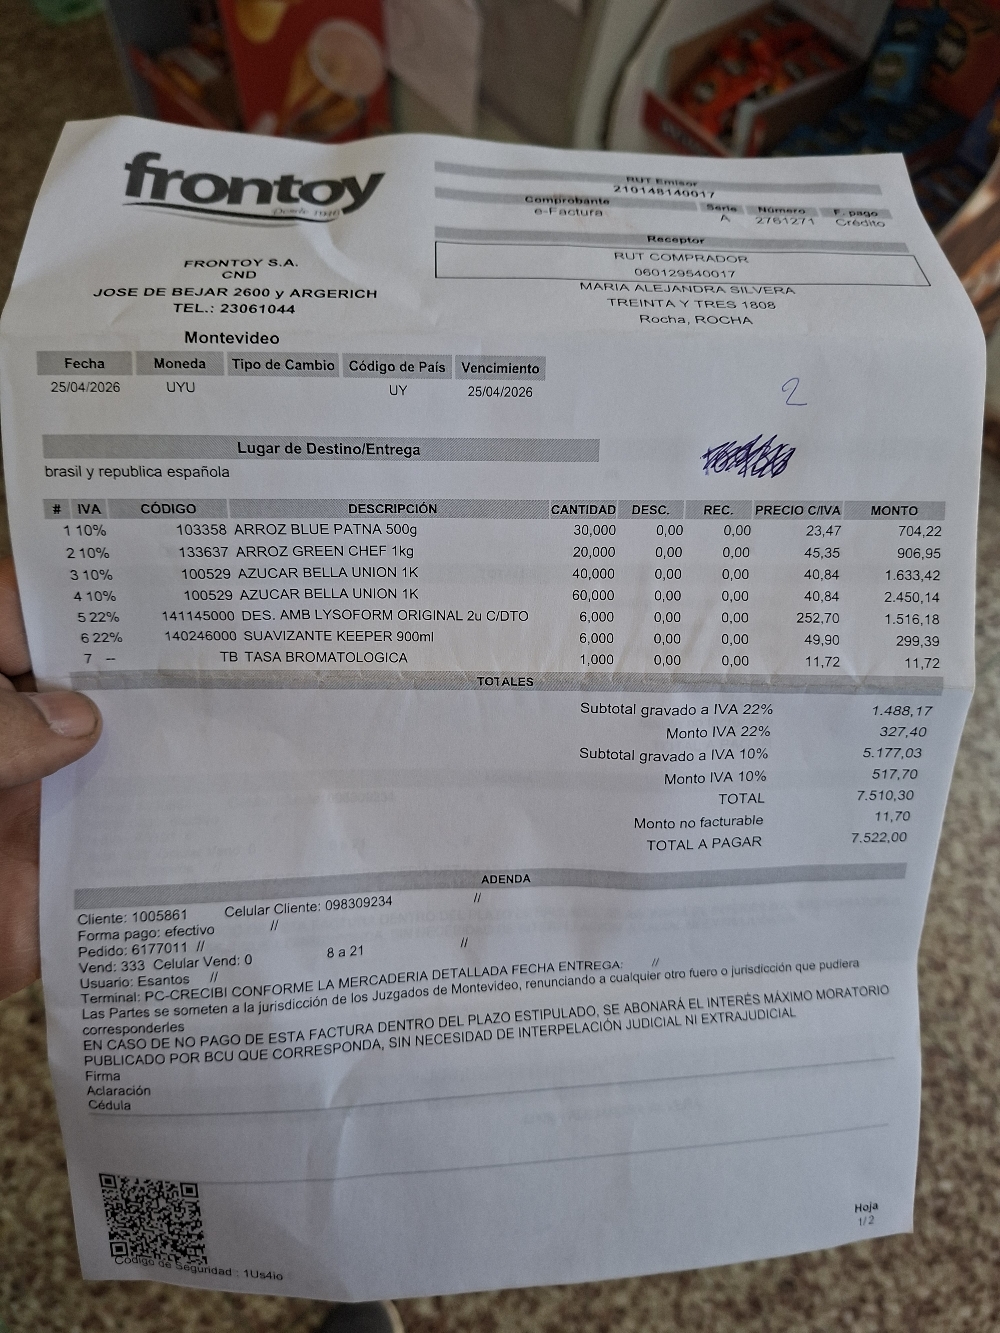 frontoy
Desde 1946
RUT Emisor
210148140017
Comprobante Serie Número F. pago
e-Factura A 2761271 Crédito
Receptor
RUT COMPRADOR
060129540017
MARIA ALEJANDRA SILVERA
TREINTA Y TRES 1808
Rocha, ROCHA
FRONTOY S.A.
CND
JOSE DE BEJAR 2600 y ARGERICH
TEL.: 23061044
Montevideo
Fecha Moneda Tipo de Cambio Código de País Vencimiento
25/04/2026 UYU UY 25/04/2026
2
Lugar de Destino/Entrega
brasil y republica española
# IVA CÓDIGO DESCRIPCIÓN CANTIDAD DESC. REC. PRECIO C/IVA MONTO
1 10% 103358 ARROZ BLUE PATNA 500g 30,000 0,00 0,00 23,47 704,22
2 10% 133637 ARROZ GREEN CHEF 1kg 20,000 0,00 0,00 45,35 906,95
3 10% 100529 AZUCAR BELLA UNION 1K 40,000 0,00 0,00 40,84 1.633,42
4 10% 100529 AZUCAR BELLA UNION 1K 60,000 0,00 0,00 40,84 2.450,14
5 22% 141145000 DES. AMB LYSOFORM ORIGINAL 2u C/DTO 6,000 0,00 0,00 252,70 1.516,18
6 22% 140246000 SUAVIZANTE KEEPER 900ml 6,000 0,00 0,00 49,90 299,39
7 -- TB TASA BROMATOLOGICA 1,000 0,00 0,00 11,72 11,72
TOTALES
Subtotal gravado a IVA 22% 1.488,17
Monto IVA 22% 327,40
Subtotal gravado a IVA 10% 5.177,03
Monto IVA 10% 517,70
TOTAL 7.510,30
Monto no facturable 11,70
TOTAL A PAGAR 7.522,00
ADENDA
Cliente: 1005861 Celular Cliente: 098309234 //
Forma pago: efectivo //
Pedido: 6177011 //
Vend: 333 Celular Vend: 0 8 a 21 //
Usuario: Esantos //
Terminal: PC-CRECIBI CONFORME LA MERCADERIA DETALLADA FECHA ENTREGA: //
Las Partes se someten a la jurisdicción de los Juzgados de Montevideo, renunciando a cualquier otro fuero o jurisdicción que pudiera
corresponderles
EN CASO DE NO PAGO DE ESTA FACTURA DENTRO DEL PLAZO ESTIPULADO, SE ABONARÁ EL INTERÉS MÁXIMO MORATORIO
PUBLICADO POR BCU QUE CORRESPONDA, SIN NECESIDAD DE INTERPELACIÓN JUDICIAL NI EXTRAJUDICIAL
Firma
Aclaración
Cédula
Hoja
1/2
Código de Seguridad : 1Us4io